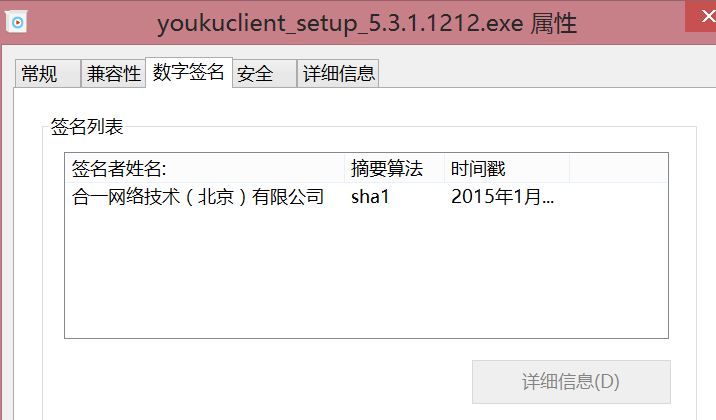 youkuclient_setup_5.3.1.1212.exe 属性
常规 兼容性 数字签名 安全 详细信息
签名列表
签名者姓名: 摘要算法 时间戳
合一网络技术（北京）有限公司 sha1 2015年1月...
详细信息(D)